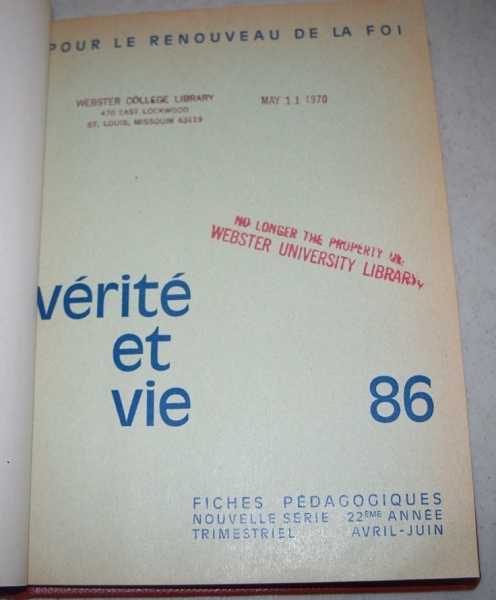 POUR LE RENOUVEAU DE LA FOI
WEBSTER COLLEGE LIBRARY MAY 11 1970
470 EAST LOCKWOOD
ST. LOUIS, MISSOURI 63119
NO LONGER THE PROPERTY OF
WEBSTER UNIVERSITY LIBRARY
vérité
et
vie 86
FICHES PÉDAGOGIQUES
NOUVELLE SÉRIE 22ÈME ANNÉE
TRIMESTRIEL AVRIL-JUIN